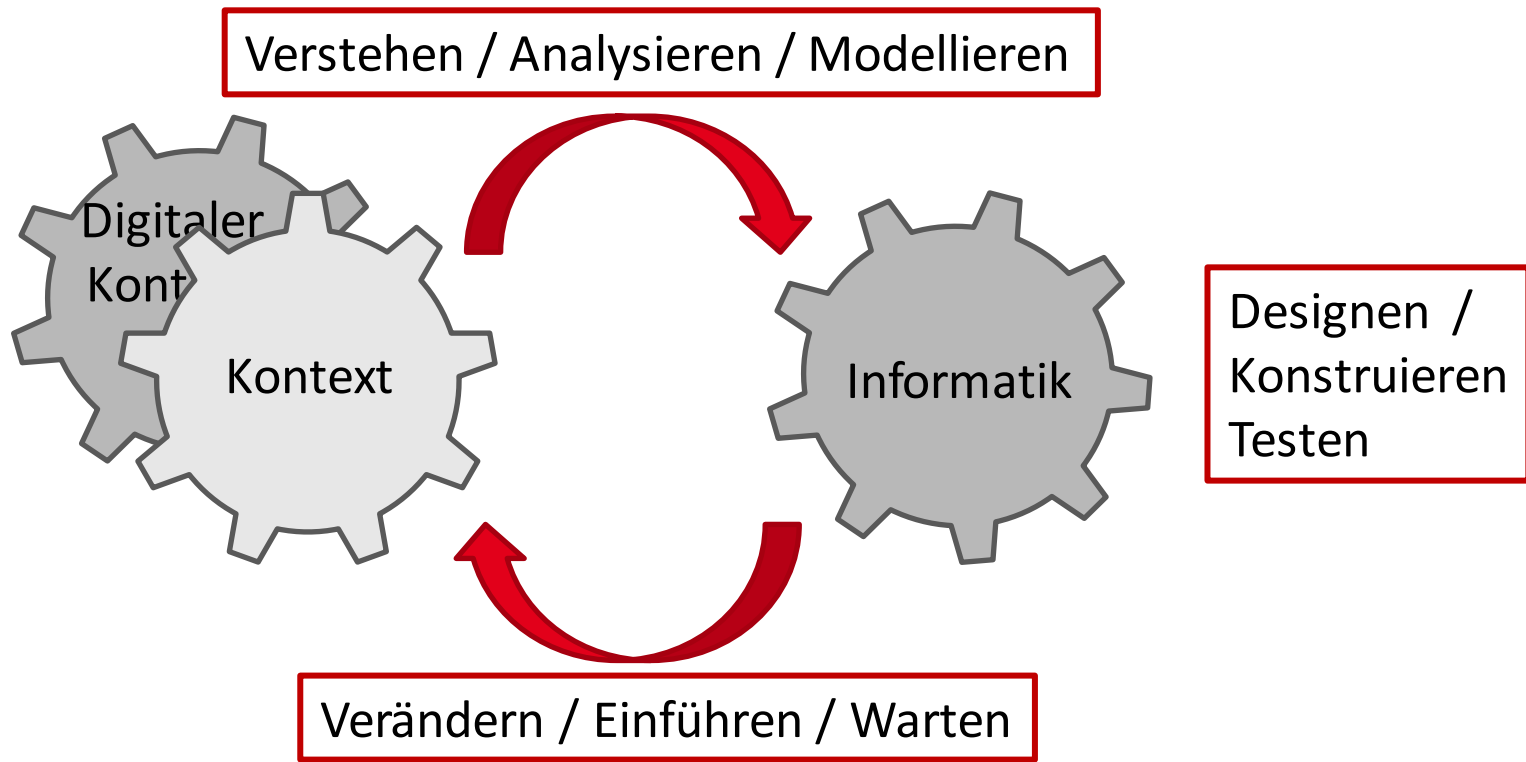 Verstehen / Analysieren / Modellieren
Digitaler
Kont
Kontext
Informatik
Designen /
Konstruieren
Testen
Verändern / Einführen / Warten